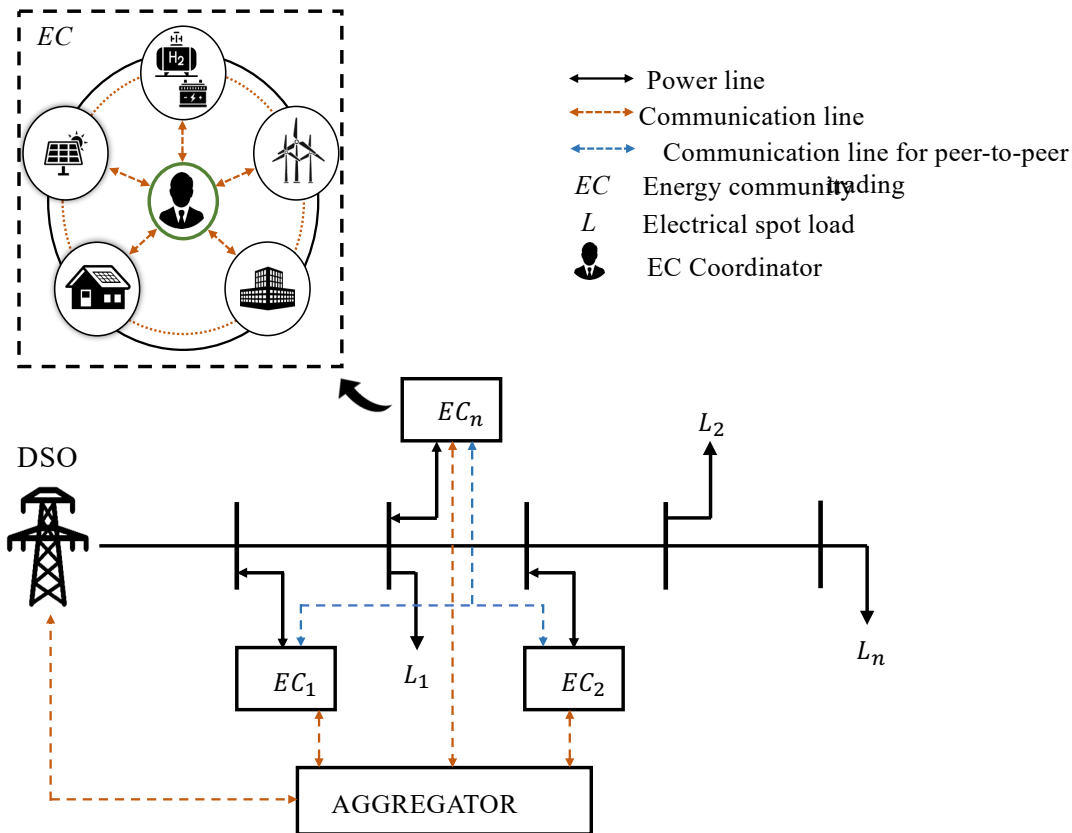 EC
H2
Power line
Communication line
Communication line for peer-to-peer
trading
EC Energy community
L Electrical spot load
EC Coordinator
ECₙ
L₂
DSO
EC₁
L₁
EC₂
Lₙ
AGGREGATOR